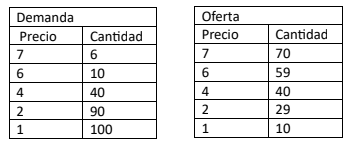 Demanda
Precio Cantidad
7 6
6 10
4 40
2 90
1 100
Oferta
Precio Cantidad
7 70
6 59
4 40
2 29
1 10